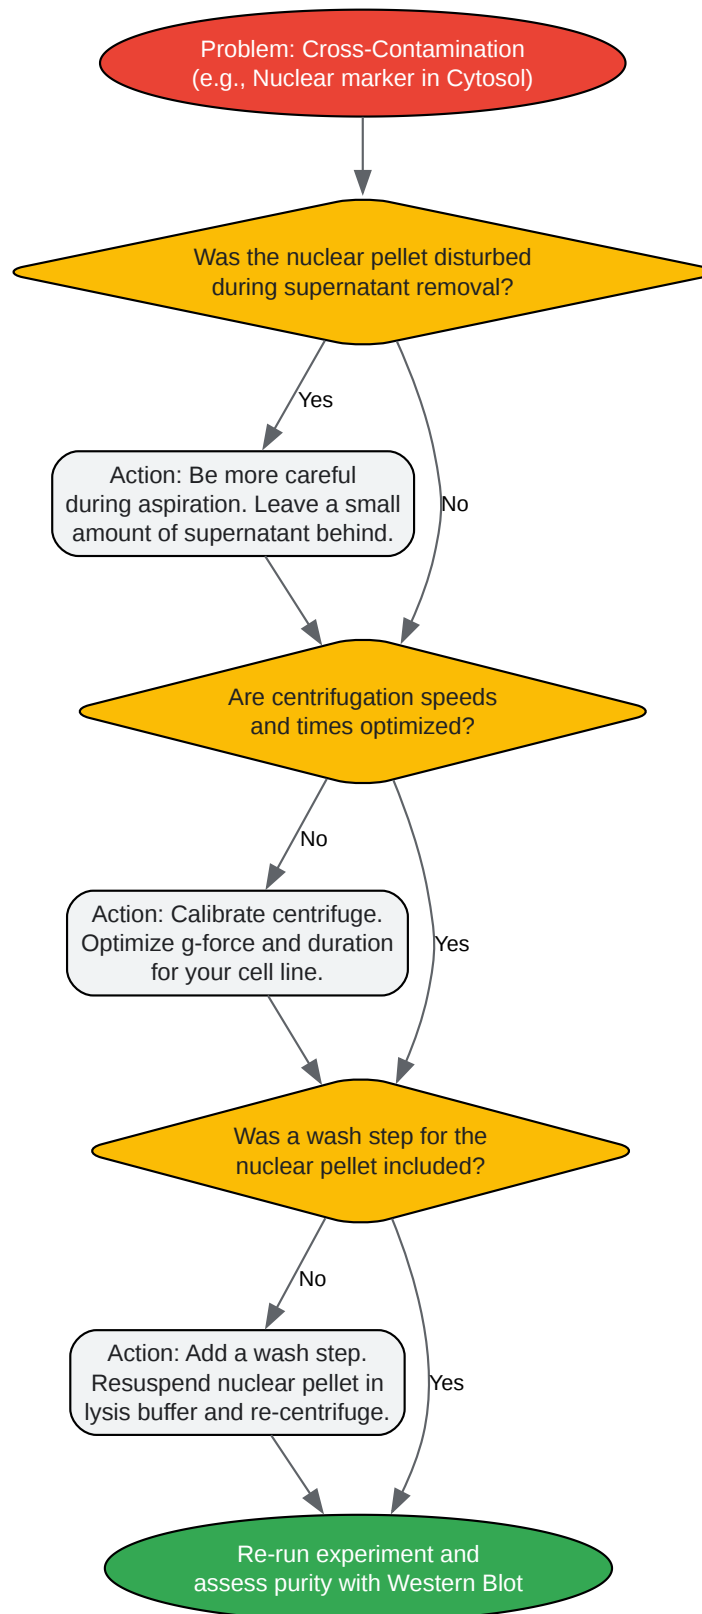 Problem: Cross-Contamination
(e.g., Nuclear marker in Cytosol)
Was the nuclear pellet disturbed
during supernatant removal?
Yes
Action: Be more careful
during aspiration. Leave a small
amount of supernatant behind.
No
Are centrifugation speeds
and times optimized?
No
Action: Calibrate centrifuge.
Optimize g-force and duration
for your cell line.
Yes
Was a wash step for the
nuclear pellet included?
No
Action: Add a wash step.
Resuspend nuclear pellet in
lysis buffer and re-centrifuge.
Yes
Re-run experiment and
assess purity with Western Blot